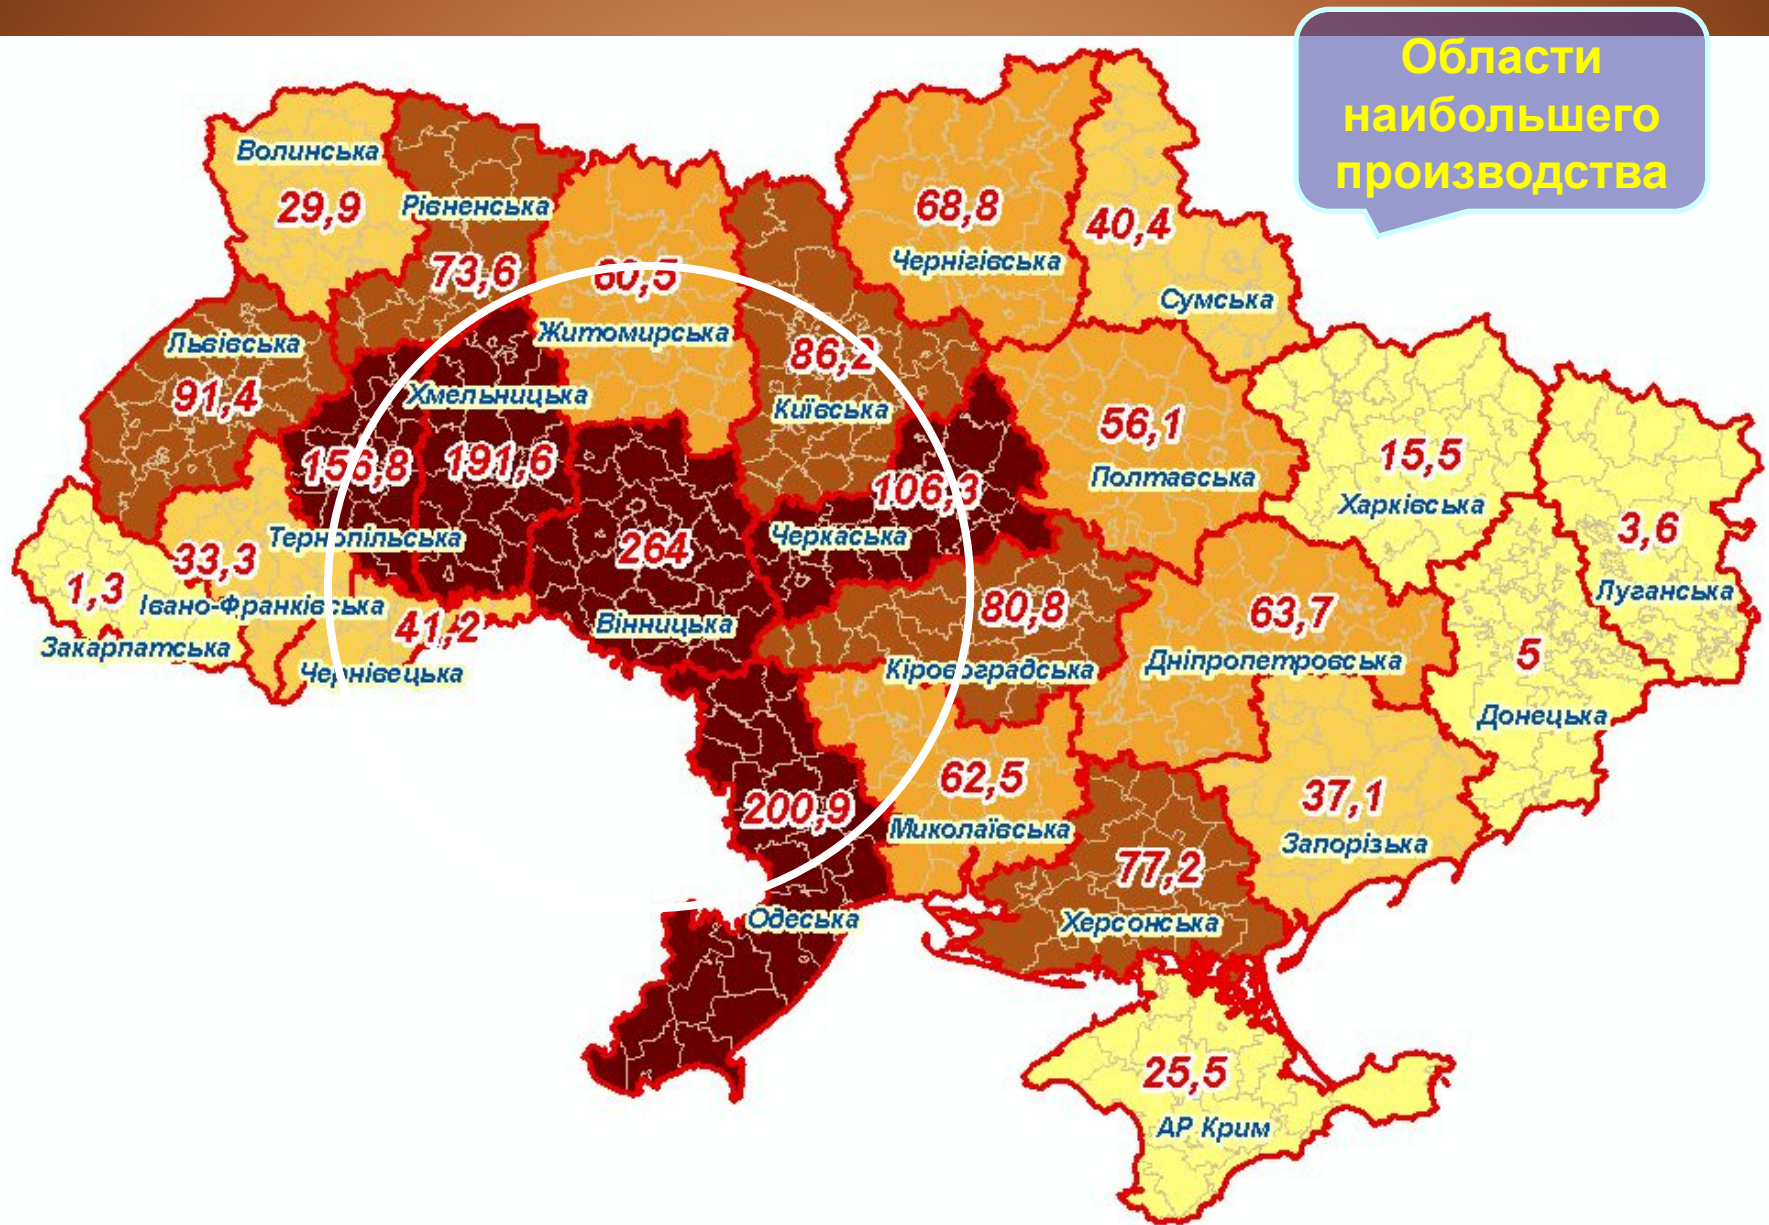 Области
наибольшего
производства
Волинська
29,9
Рівненська
73,6
60,5
Житомирська
68,8
Чернігівська
40,4
Сумська
Львівська
91,4
Хмельницька
191,6
86,2
Київська
156,8
Тернопільська
106,3
Черкаська
56,1
Полтавська
15,5
Харківська
3,6
Луганська
1,3
Закарпатська
33,3
Івано-Франківська
41,2
Чернівецька
264
Вінницька
80,8
Кіровоградська
63,7
Дніпропетровська
5
Донецька
200,9
Одеська
62,5
Миколаївська
77,2
Херсонська
37,1
Запорізька
25,5
АР Крим